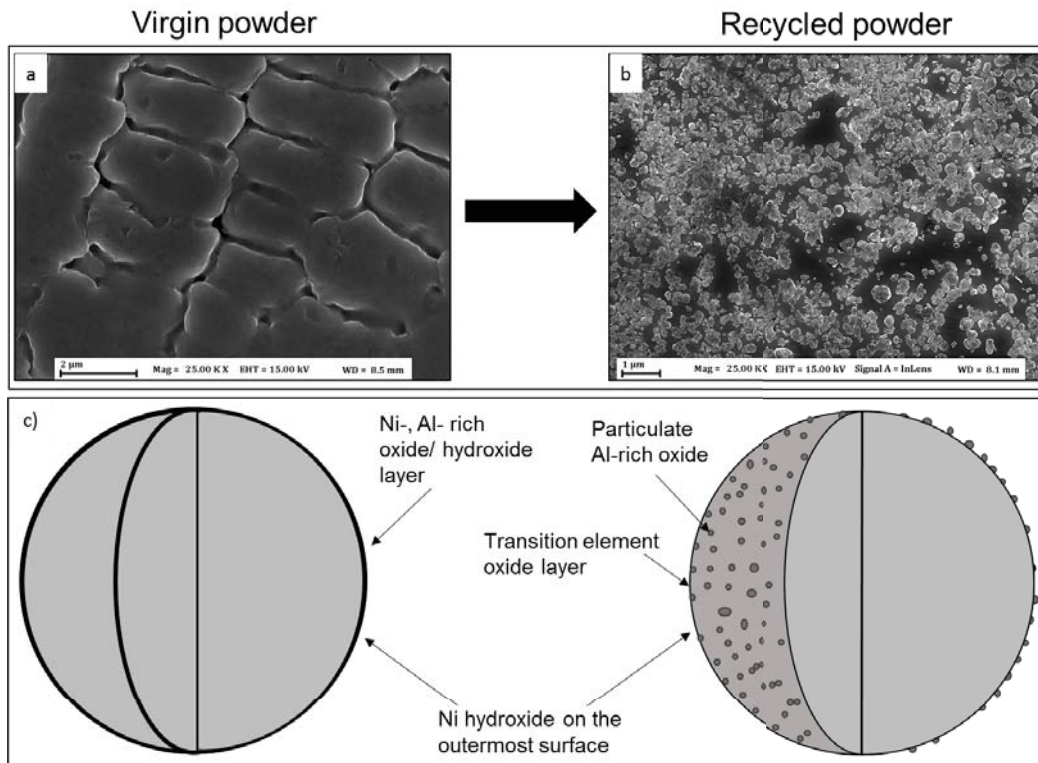 Virgin powder
Recycled powder
a
b
2 µm
Mag = 25.00 K X EHT = 15.00 kV WD = 8.5 mm
1 µm
Mag = 25.00 KX EHT = 15.00 kV Signal A = InLens WD = 8.1 mm
c)
Ni-, Al- rich
oxide/ hydroxide
layer
Particulate
Al-rich oxide
Transition element
oxide layer
Ni hydroxide on the
outermost surface